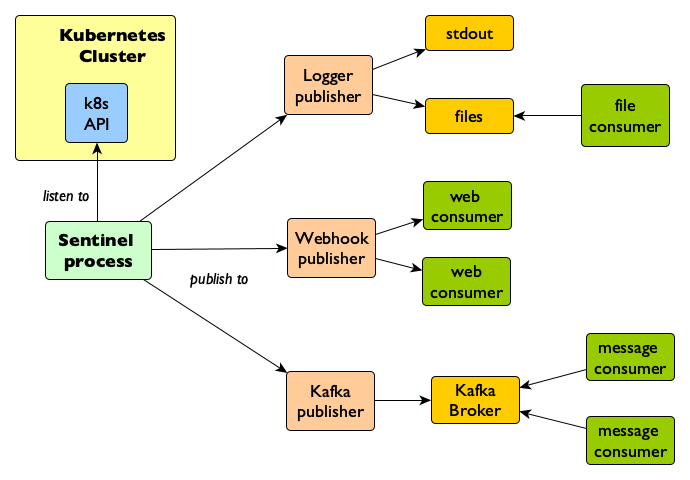 Kubernetes
Cluster
k8s
API
listen to
Sentinel
process
publish to
Logger
publisher
stdout
files
file
consumer
Webhook
publisher
web
consumer
web
consumer
Kafka
publisher
Kafka
Broker
message
consumer
message
consumer